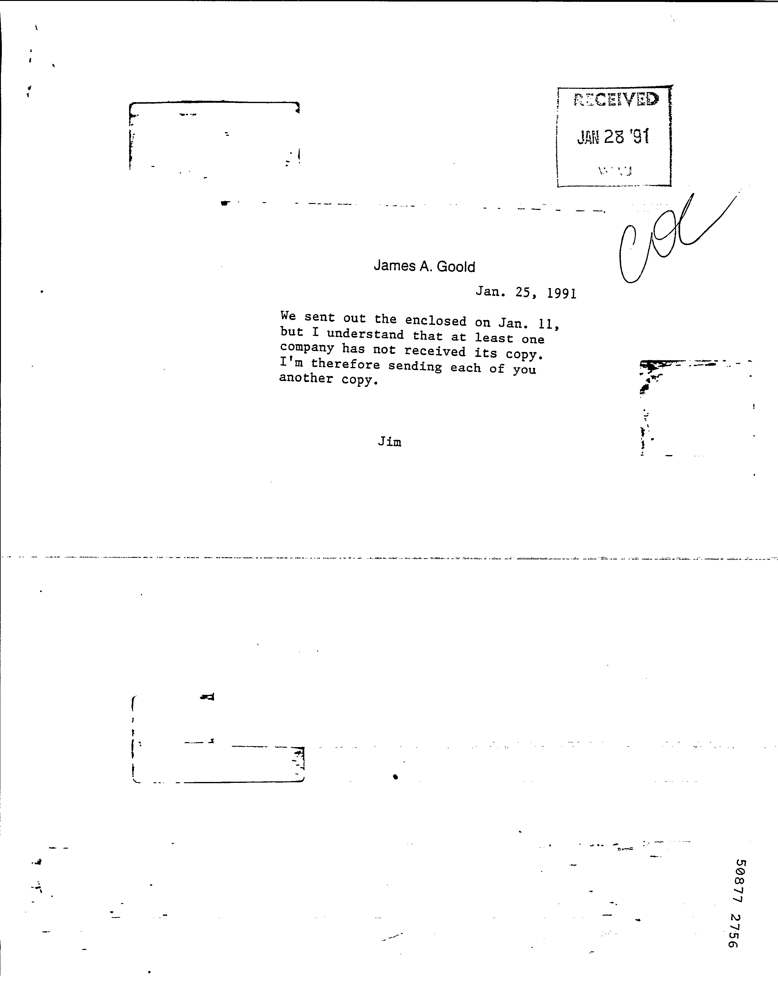 RECEIVED
JAN 28 '91
James A. Goold
Jan. 25, 1991
We sent out the enclosed on Jan. 11,
but I understand that at least one
company has not received its copy.
I'm therefore sending each of you
another copy.
Jim
50877 2756